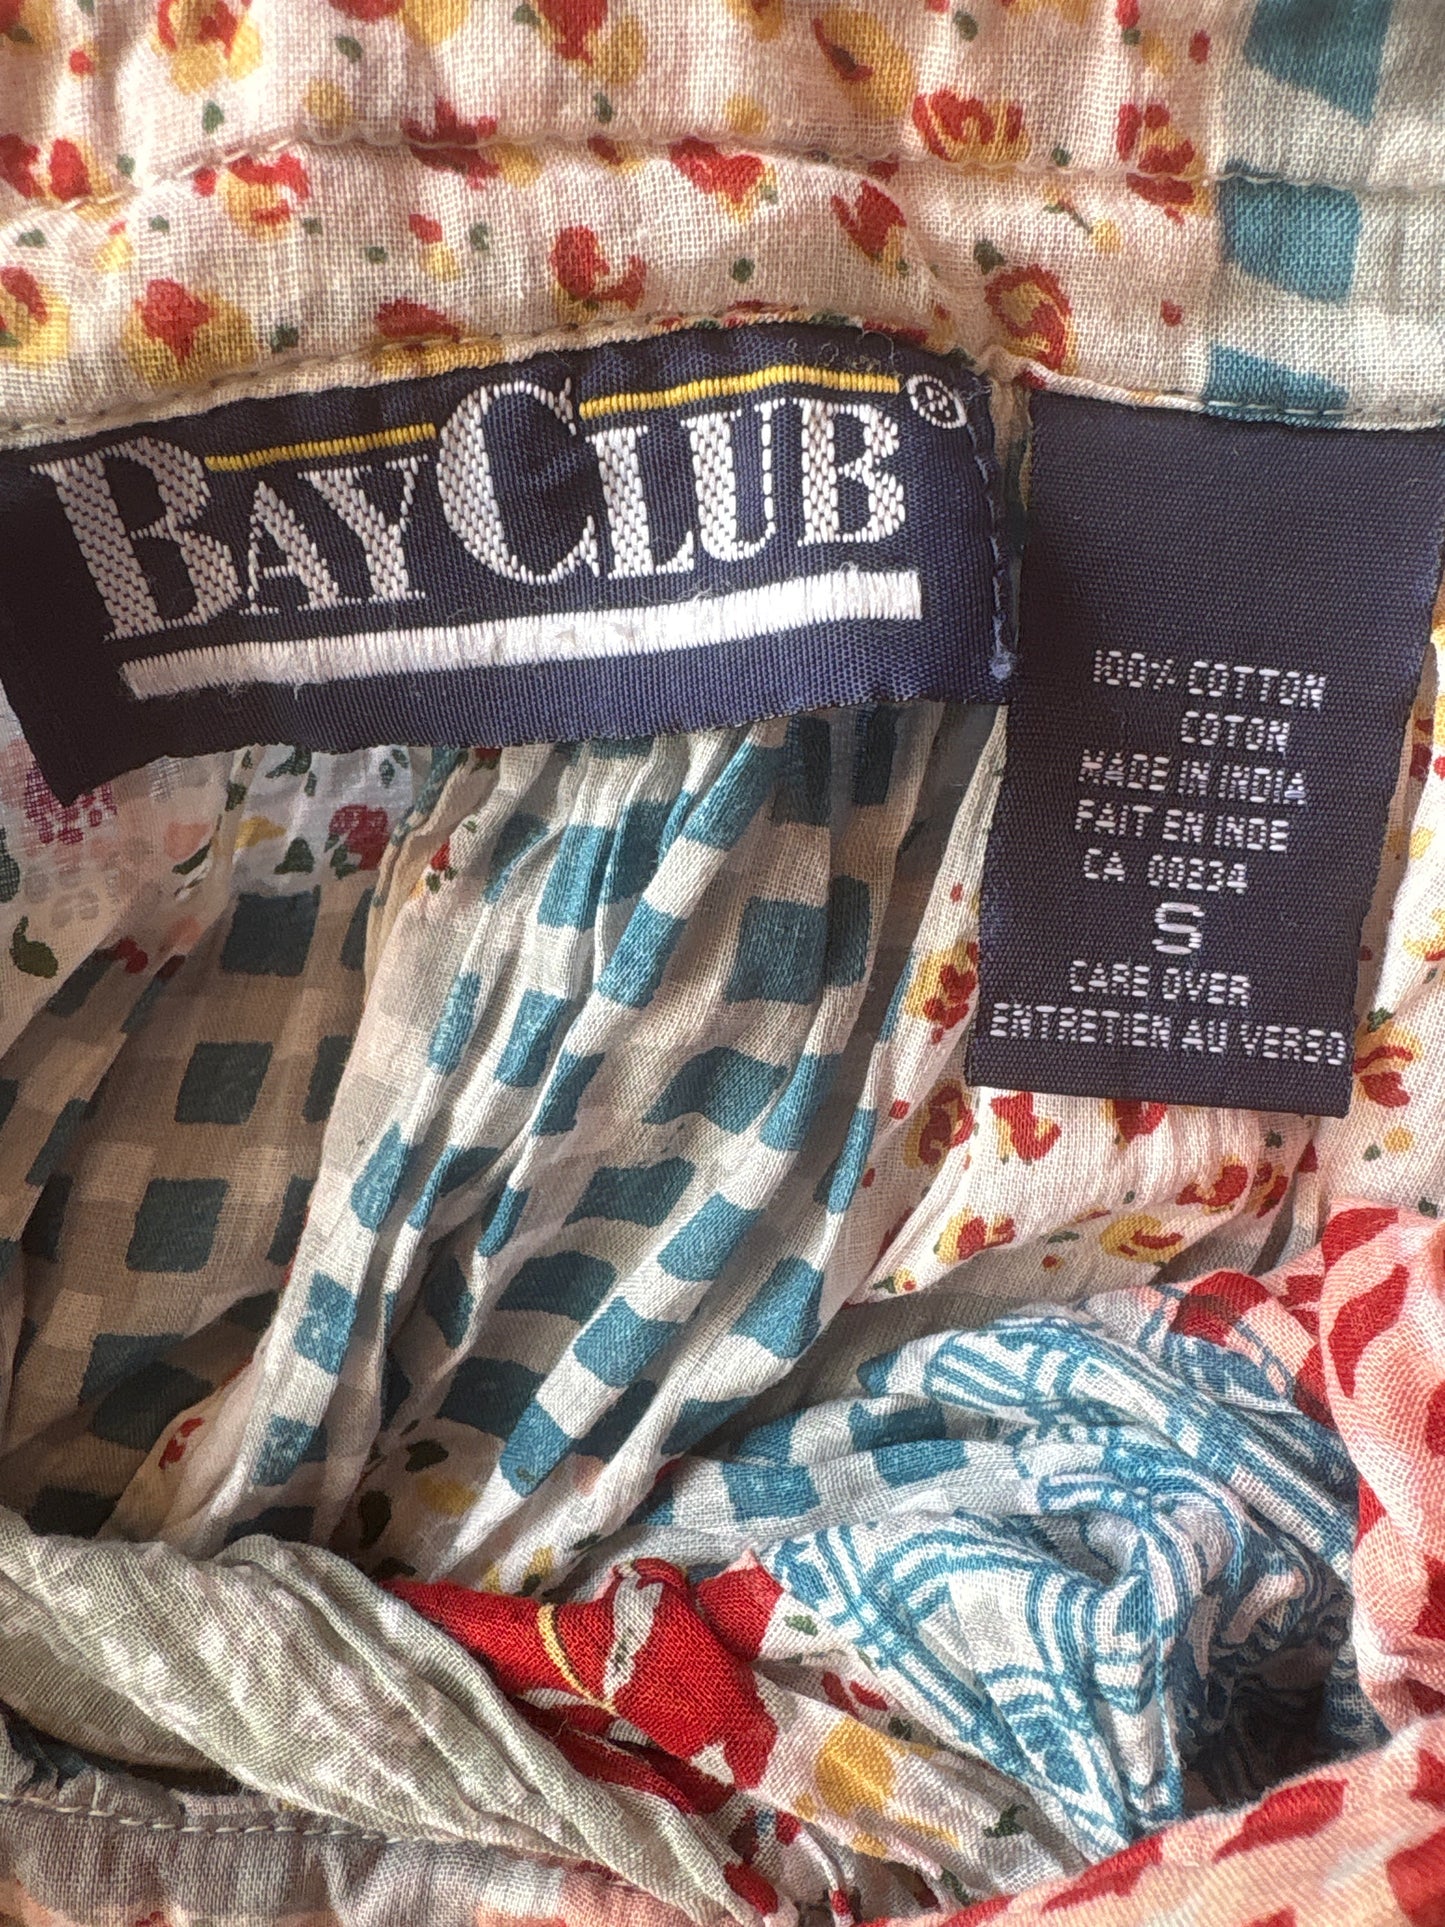 BAYCLUB®
100% COTTON
COTON
MADE IN INDIA
FAIT EN INDE
CA 00234
S
CARE OVER
ENTRETIEN AU VERSO